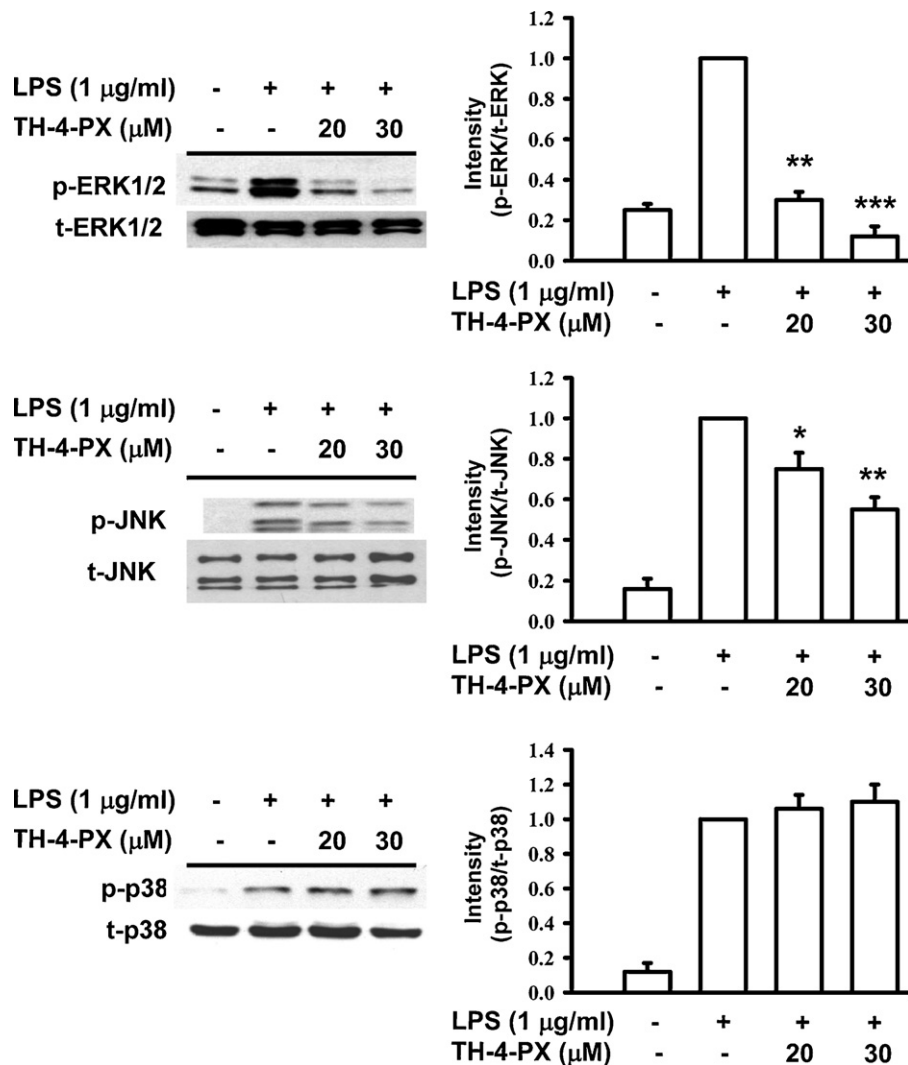 LPS (1 μg/ml) - + + +
TH-4-PX (μM) - - 20 30
p-ERK1/2
t-ERK1/2
Intensity
(p-ERK/t-ERK)
1.2
1.0
0.8
0.6
0.4
0.2
0.0
**
***
LPS (1 μg/ml) - + + +
TH-4-PX (μM) - - 20 30
LPS (1 μg/ml) - + + +
TH-4-PX (μM) - - 20 30
p-JNK
t-JNK
Intensity
(p-JNK/t-JNK)
1.2
1.0
0.8
0.6
0.4
0.2
0.0
*
**
LPS (1 μg/ml) - + + +
TH-4-PX (μM) - - 20 30
LPS (1 μg/ml) - + + +
TH-4-PX (μM) - - 20 30
p-p38
t-p38
Intensity
(p-p38/t-p38)
1.4
1.2
1.0
0.8
0.6
0.4
0.2
0.0
LPS (1 μg/ml) - + + +
TH-4-PX (μM) - - 20 30